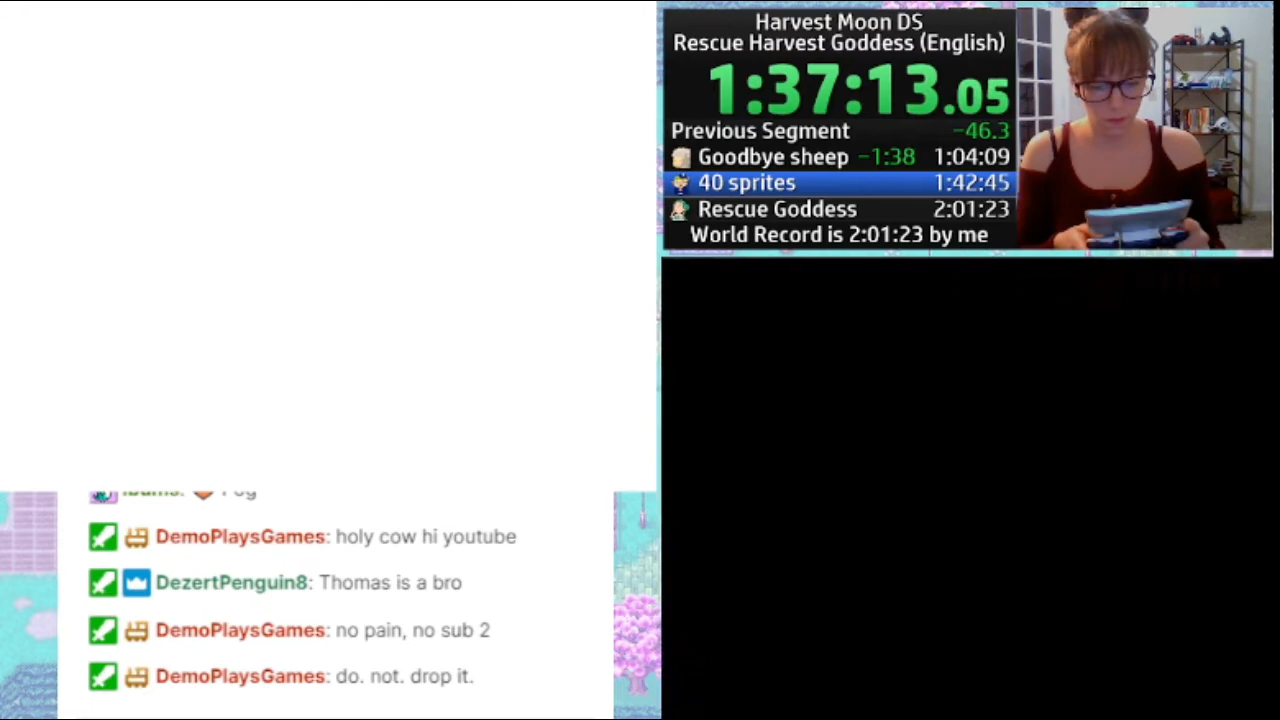 Harvest Moon DS
Rescue Harvest Goddess (English)
1:37:13.05
Previous Segment -46.3
Goodbye sheep -1:38 1:04:09
40 sprites 1:42:45
Rescue Goddess 2:01:23
World Record is 2:01:23 by me
DemoPlaysGames: holy cow hi youtube
DezertPenguin8: Thomas is a bro
DemoPlaysGames: no pain, no sub 2
DemoPlaysGames: do. not. drop it.